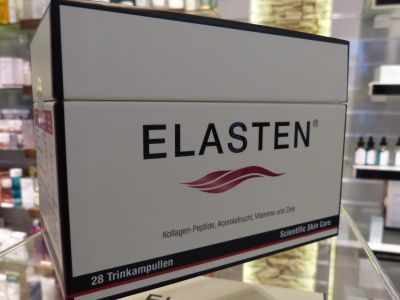 ELASTEN®
Kollagen-Peptide, Acerolafrucht, Vitamine und Zink
Scientific Skin Care
28 Trinkampullen